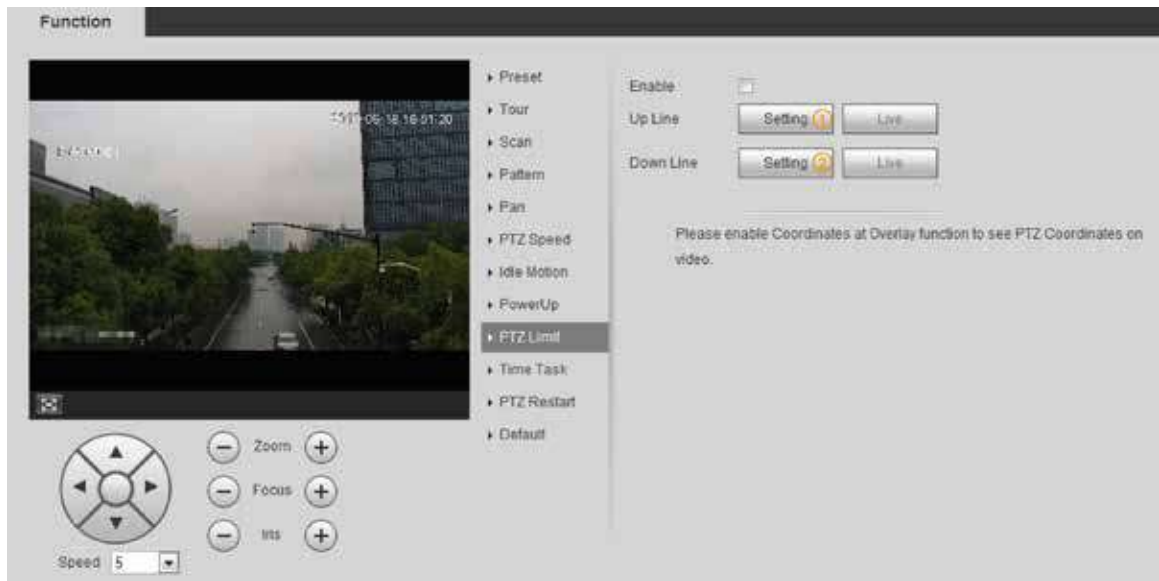 Function
Preset
Tour
Scan
Pattern
Pan
PTZ Speed
Idle Motion
PowerUp
PTZ Limit
Time Task
PTZ Restart
Default
Enable
Up Line Setting 1 Live
Down Line Setting 2 Live
Please enable Coordinates at Overlay function to see PTZ Coordinates on
video.
Zoom
Focus
Iris
Speed 5